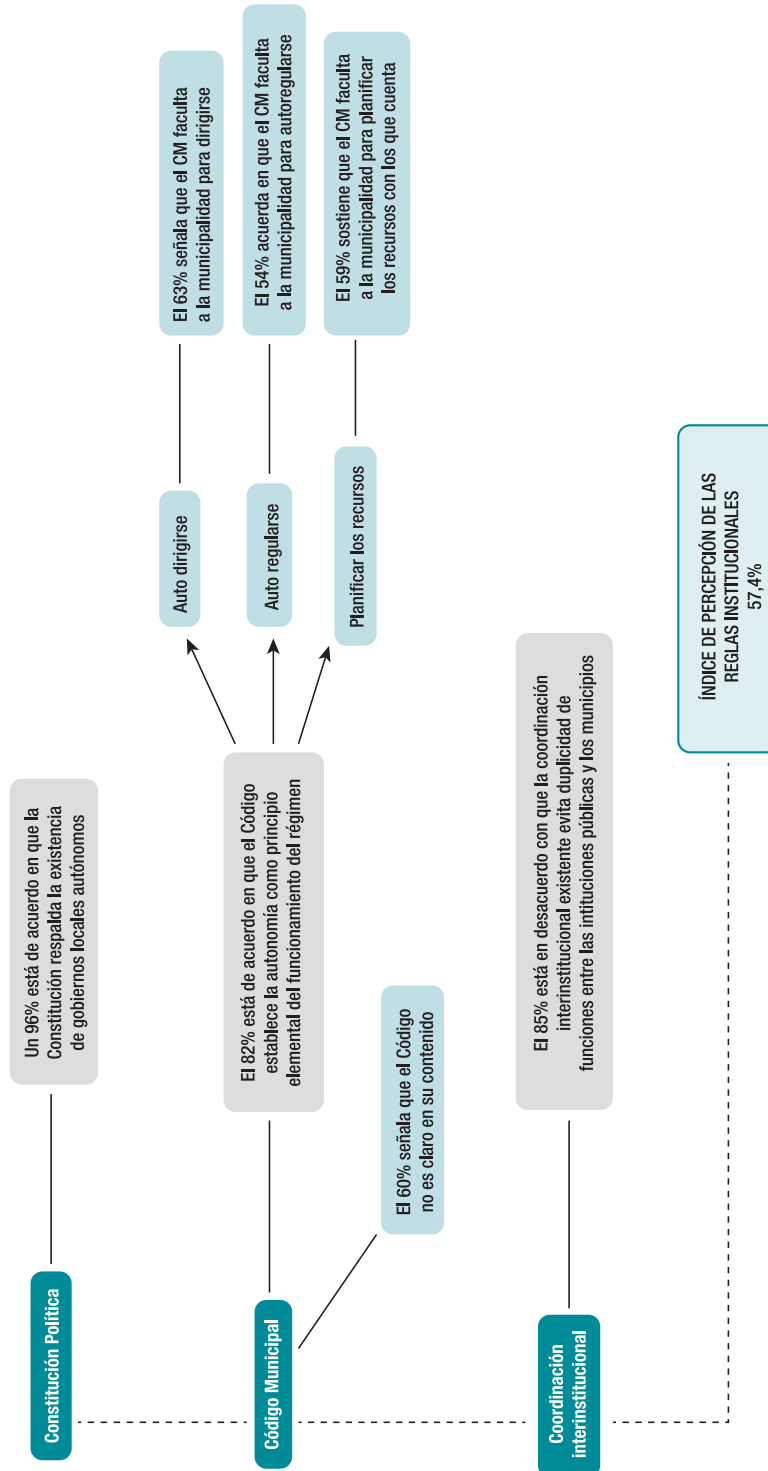 Constitución Política
Un 96% está de acuerdo en que la
Constitución respalda la existencia
de gobiernos locales autónomos
Código Municipal
El 82% está de acuerdo en que el Código
establece la autonomía como principio
elemental del funcionamiento del régimen
Auto dirigirse
El 63% señala que el CM faculta
a la municipalidad para dirigirse
Auto regularse
El 54% acuerda en que el CM faculta
a la municipalidad para autoregularse
Planificar los recursos
El 59% sostiene que el CM faculta
a la municipalidad para planificar
los recursos con los que cuenta
El 60% señala que el Código
no es claro en su contenido
Coordinación
interinstitucional
El 85% está en desacuerdo con que la coordinación
interinstitucional existente evita duplicidad de
funciones entre las intituciones públicas y los municipios
ÍNDICE DE PERCEPCIÓN DE LAS
REGLAS INSTITUCIONALES
57,4%